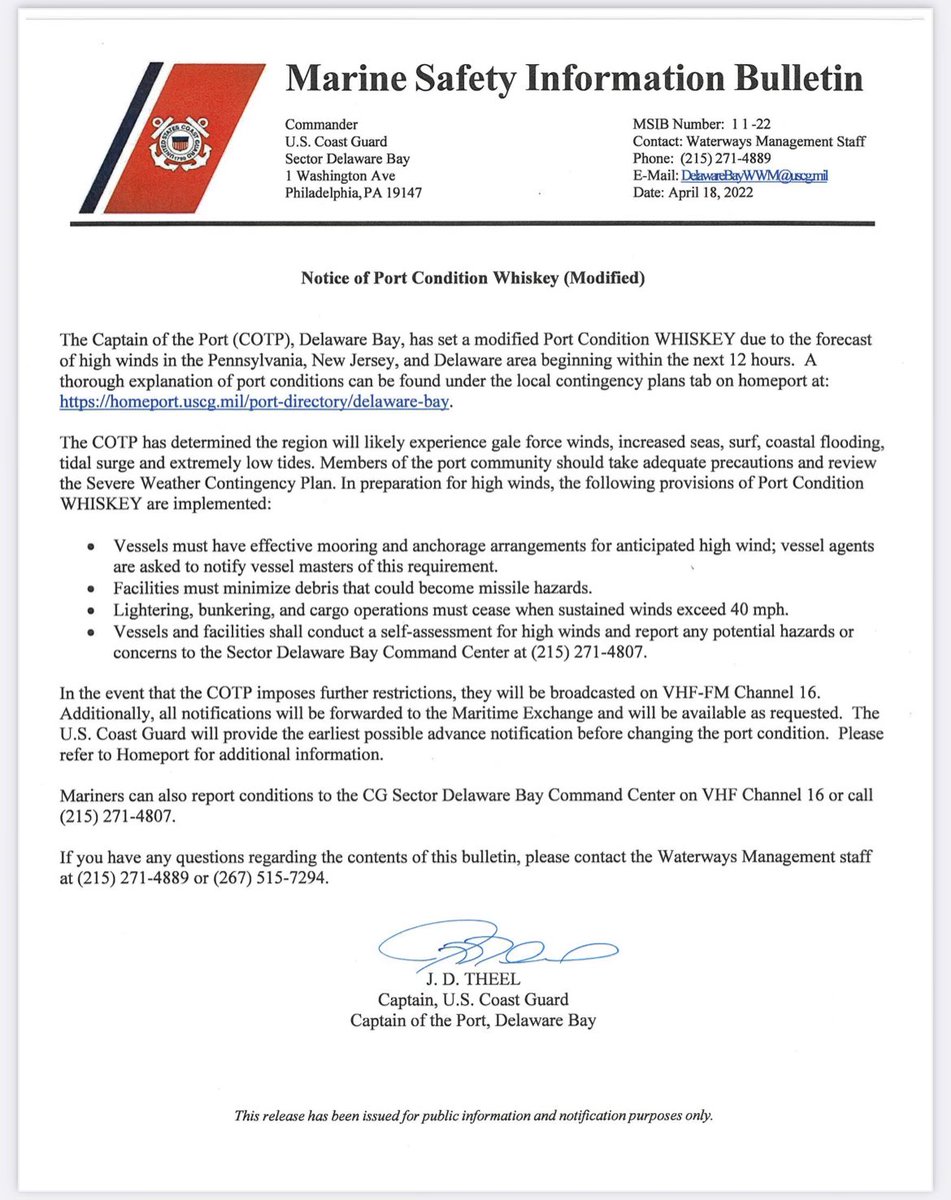 Marine Safety Information Bulletin
Commander
U.S. Coast Guard
Sector Delaware Bay
1 Washington Ave
Philadelphia, PA 19147
MSIB Number: 11-22
Contact: Waterways Management Staff
Phone: (215) 271-4889
E-Mail: DelawareBayWWM@uscg.mil
Date: April 18, 2022
UNITED STATES COAST GUARD
1790
Notice of Port Condition Whiskey (Modified)
The Captain of the Port (COTP), Delaware Bay, has set a modified Port Condition WHISKEY due to the forecast
of high winds in the Pennsylvania, New Jersey, and Delaware area beginning within the next 12 hours. A
thorough explanation of port conditions can be found under the local contingency plans tab on homeport at:
https://homeport.uscg.mil/port-directory/delaware-bay.
The COTP has determined the region will likely experience gale force winds, increased seas, surf, coastal flooding,
tidal surge and extremely low tides. Members of the port community should take adequate precautions and review
the Severe Weather Contingency Plan. In preparation for high winds, the following provisions of Port Condition
WHISKEY are implemented:
• Vessels must have effective mooring and anchorage arrangements for anticipated high wind; vessel agents
are asked to notify vessel masters of this requirement.
• Facilities must minimize debris that could become missile hazards.
• Lightering, bunkering, and cargo operations must cease when sustained winds exceed 40 mph.
• Vessels and facilities shall conduct a self-assessment for high winds and report any potential hazards or
concerns to the Sector Delaware Bay Command Center at (215) 271-4807.
In the event that the COTP imposes further restrictions, they will be broadcasted on VHF-FM Channel 16.
Additionally, all notifications will be forwarded to the Maritime Exchange and will be available as requested. The
U.S. Coast Guard will provide the earliest possible advance notification before changing the port condition. Please
refer to Homeport for additional information.
Mariners can also report conditions to the CG Sector Delaware Bay Command Center on VHF Channel 16 or call
(215) 271-4807.
If you have any questions regarding the contents of this bulletin, please contact the Waterways Management staff
at (215) 271-4889 or (267) 515-7294.
J. D. THEEL
Captain, U.S. Coast Guard
Captain of the Port, Delaware Bay
This release has been issued for public information and notification purposes only.